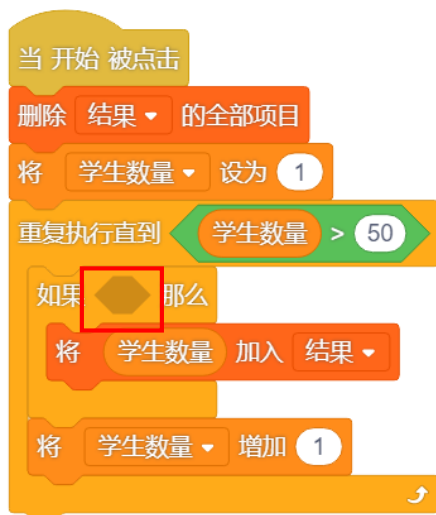 当 开始 被点击
删除 结果 的全部项目
将 学生数量 设为 1
重复执行直到 学生数量 > 50
如果 那么
将 学生数量 加入 结果
将 学生数量 增加 1